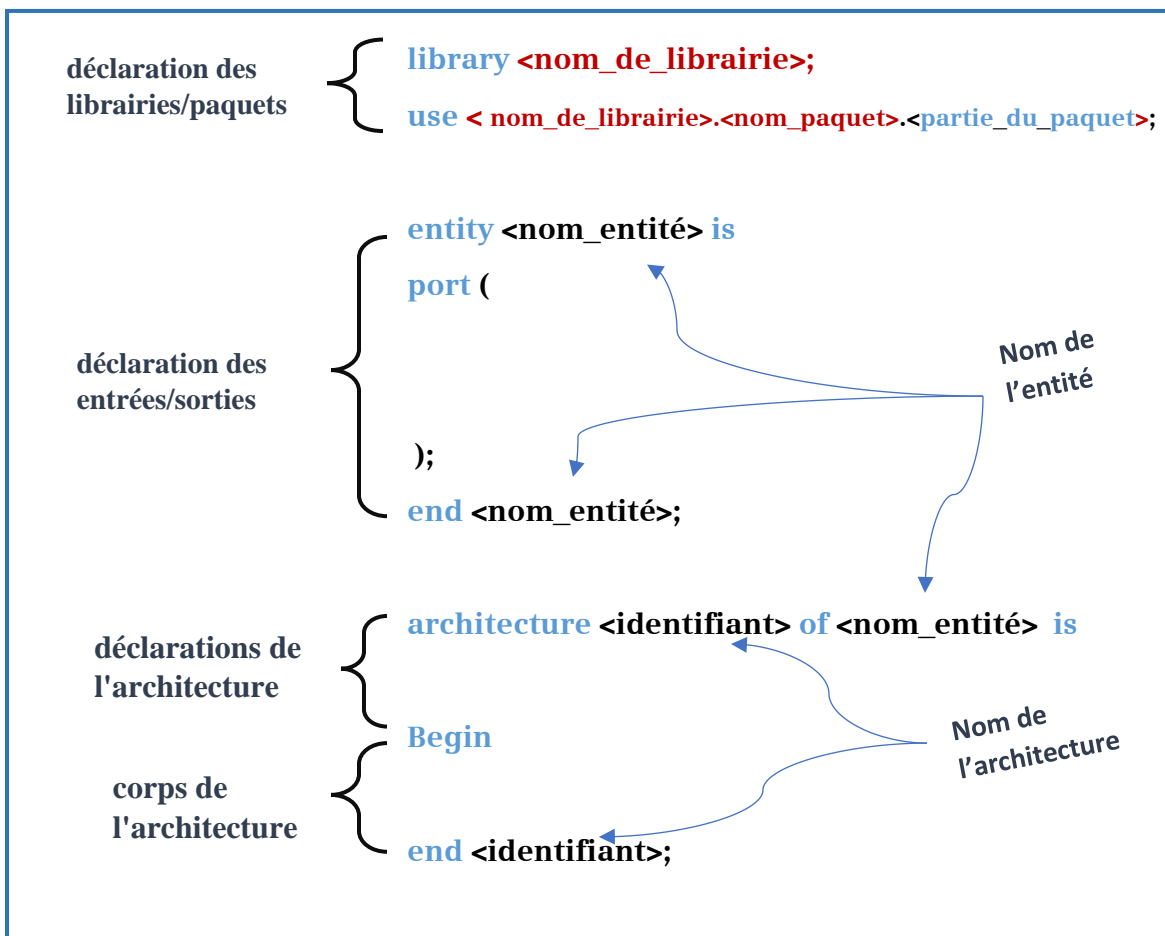 déclaration des
librairies/paquets
library <nom_de_librairie>;
use < nom_de_librairie>.<nom_paquet>.<partie_du_paquet>;
entity <nom_entité> is
port (
déclaration des
entrées/sorties
Nom de
l’entité
);
end <nom_entité>;
architecture <identifiant> of <nom_entité> is
déclarations de
l'architecture
Begin
Nom de
l’architecture
corps de
l'architecture
end <identifiant>;